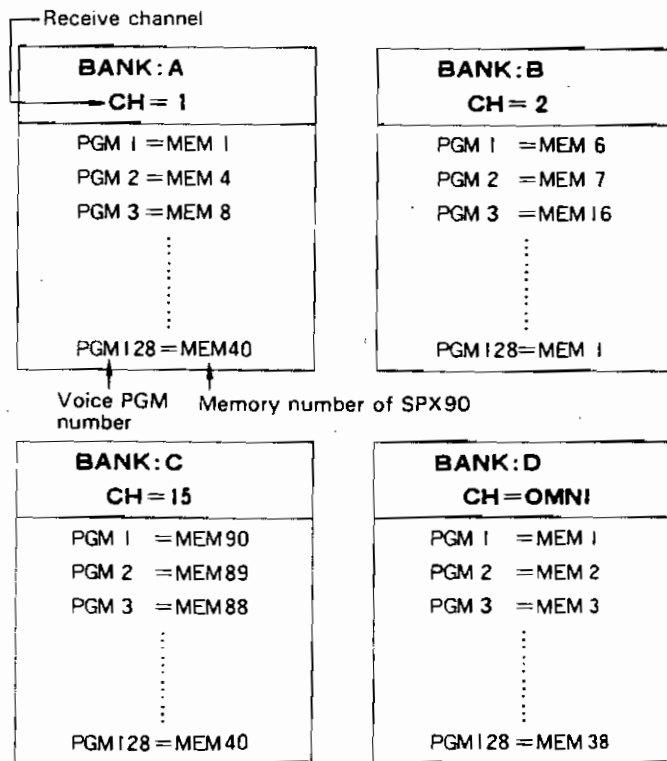 Receive channel
BANK:A
CH=1
PGM 1=MEM 1
PGM 2=MEM 4
PGM 3=MEM 8
PGM128=MEM40
Voice PGM
number
Memory number of SPX90
BANK:B
CH=2
PGM 1 =MEM 6
PGM 2 =MEM 7
PGM 3 =MEM16
PGM128=MEM 1
BANK:C
CH=15
PGM 1 =MEM90
PGM 2 =MEM89
PGM 3 =MEM88
PGM128=MEM40
BANK:D
CH=OMNI
PGM 1 =MEM 1
PGM 2 =MEM 2
PGM 3 =MEM 3
PGM128=MEM38